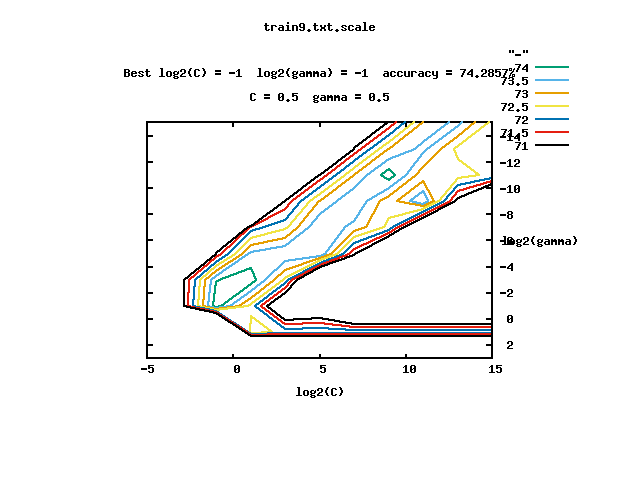 train9.txt.scale
"-"
Best log2(C) = -1  log2(gamma) = -1  accuracy = 74.2857%
C = 0.5  gamma = 0.5
74
73.5
73
72.5
72
71.5
71
-14
-12
-10
-8
-6
log2(gamma)
-4
-2
0
2
-5 0 5 10 15
log2(C)